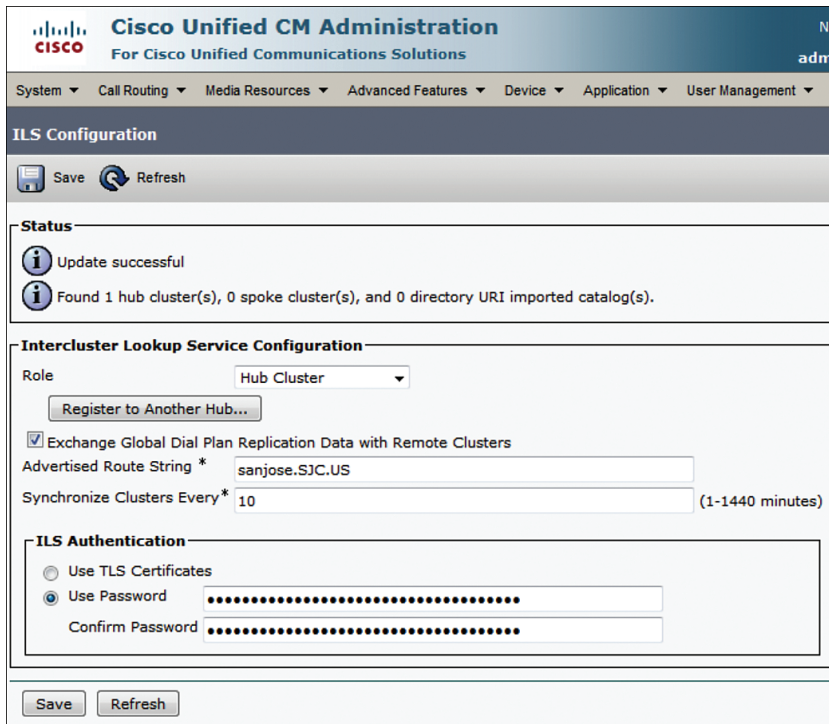 CISCO
Cisco Unified CM Administration
For Cisco Unified Communications Solutions
System Call Routing Media Resources Advanced Features Device Application User Management
ILS Configuration
Save Refresh
Status
Update successful
Found 1 hub cluster(s), 0 spoke cluster(s), and 0 directory URI imported catalog(s).
Intercluster Lookup Service Configuration
Role Hub Cluster
Register to Another Hub...
Exchange Global Dial Plan Replication Data with Remote Clusters
Advertised Route String * sanjose.SJC.US
Synchronize Clusters Every* 10 (1-1440 minutes)
ILS Authentication
Use TLS Certificates
Use Password
Confirm Password
Save Refresh